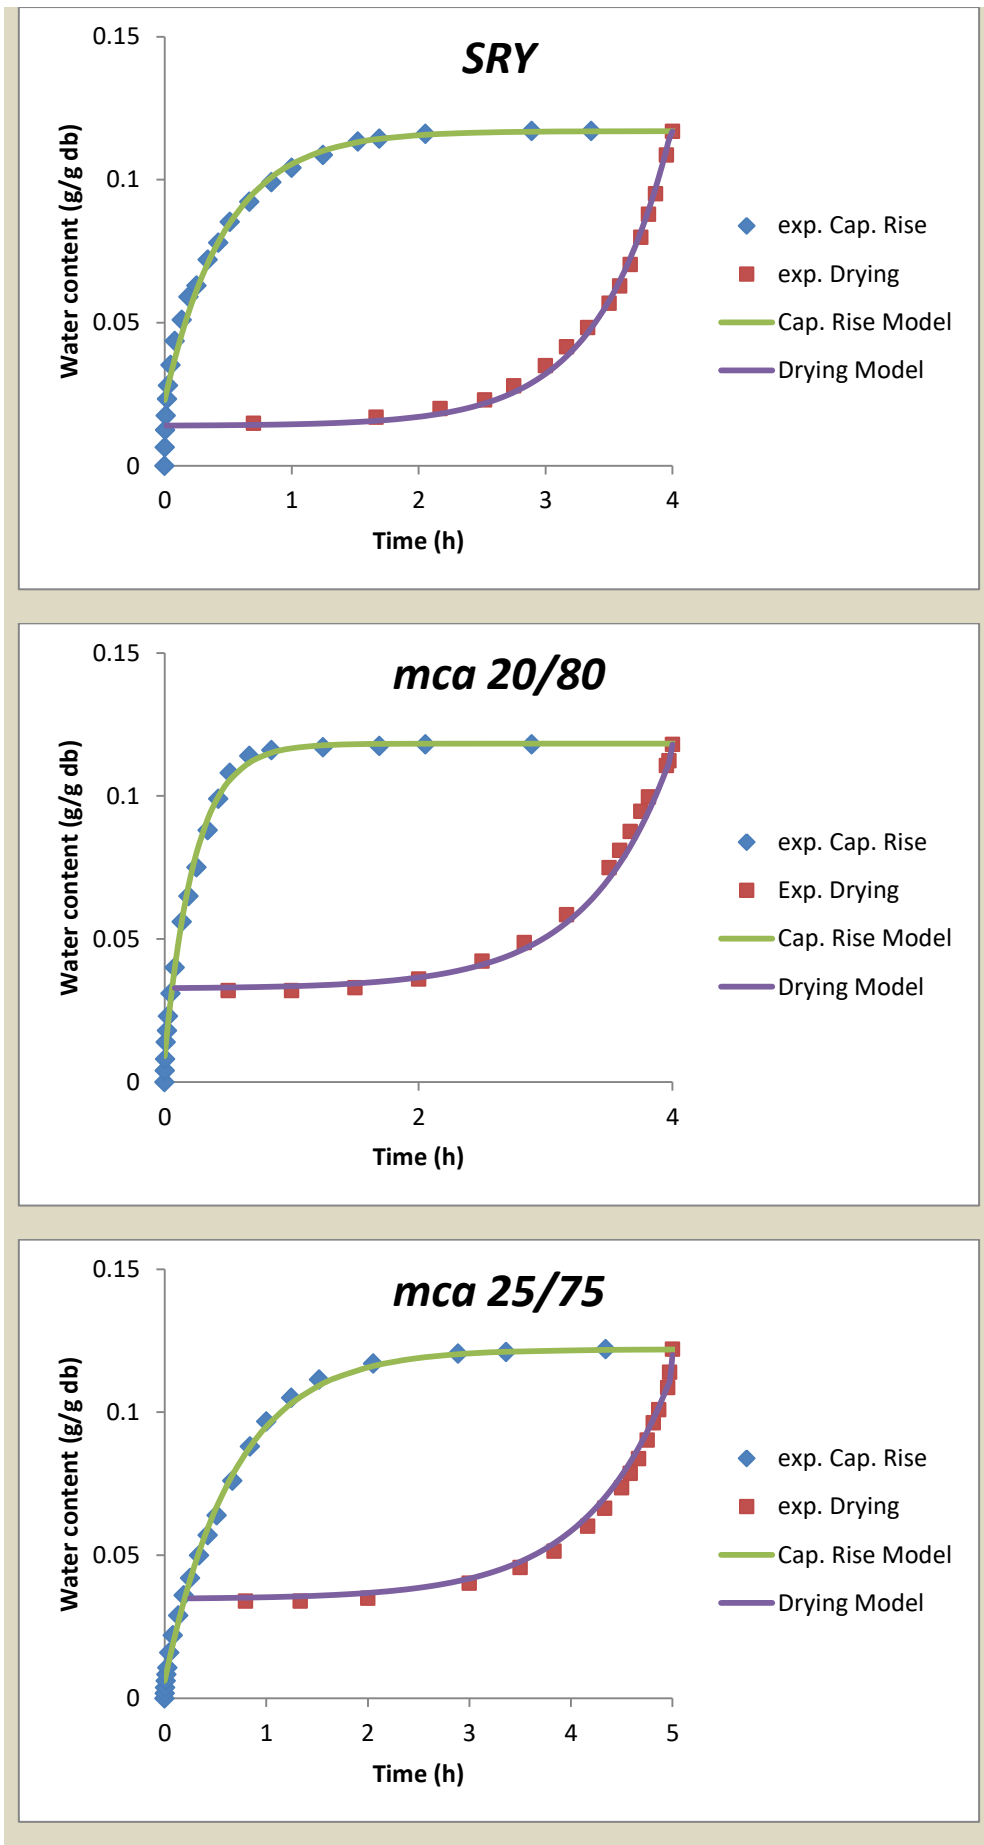 SRY
0.15
0.1
0.05
0
Water content (g/g db)
0 1 2 3 4
Time (h)
exp. Cap. Rise
exp. Drying
Cap. Rise Model
Drying Model
mca 20/80
0.15
0.1
0.05
0
Water content (g/g db)
0 2 4
Time (h)
exp. Cap. Rise
Exp. Drying
Cap. Rise Model
Drying Model
mca 25/75
0.15
0.1
0.05
0
Water content (g/g db)
0 1 2 3 4 5
Time (h)
exp. Cap. Rise
exp. Drying
Cap. Rise Model
Drying Model